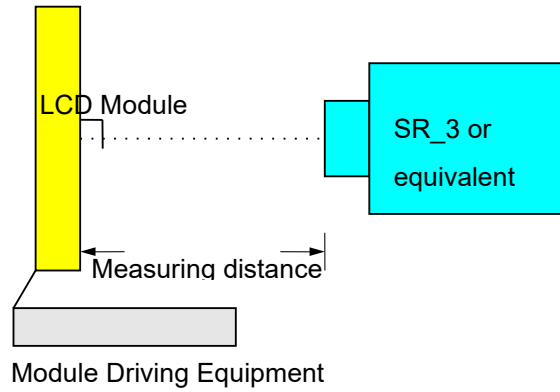 LCD Module
SR_3 or
equivalent
Measuring distance
Module Driving Equipment